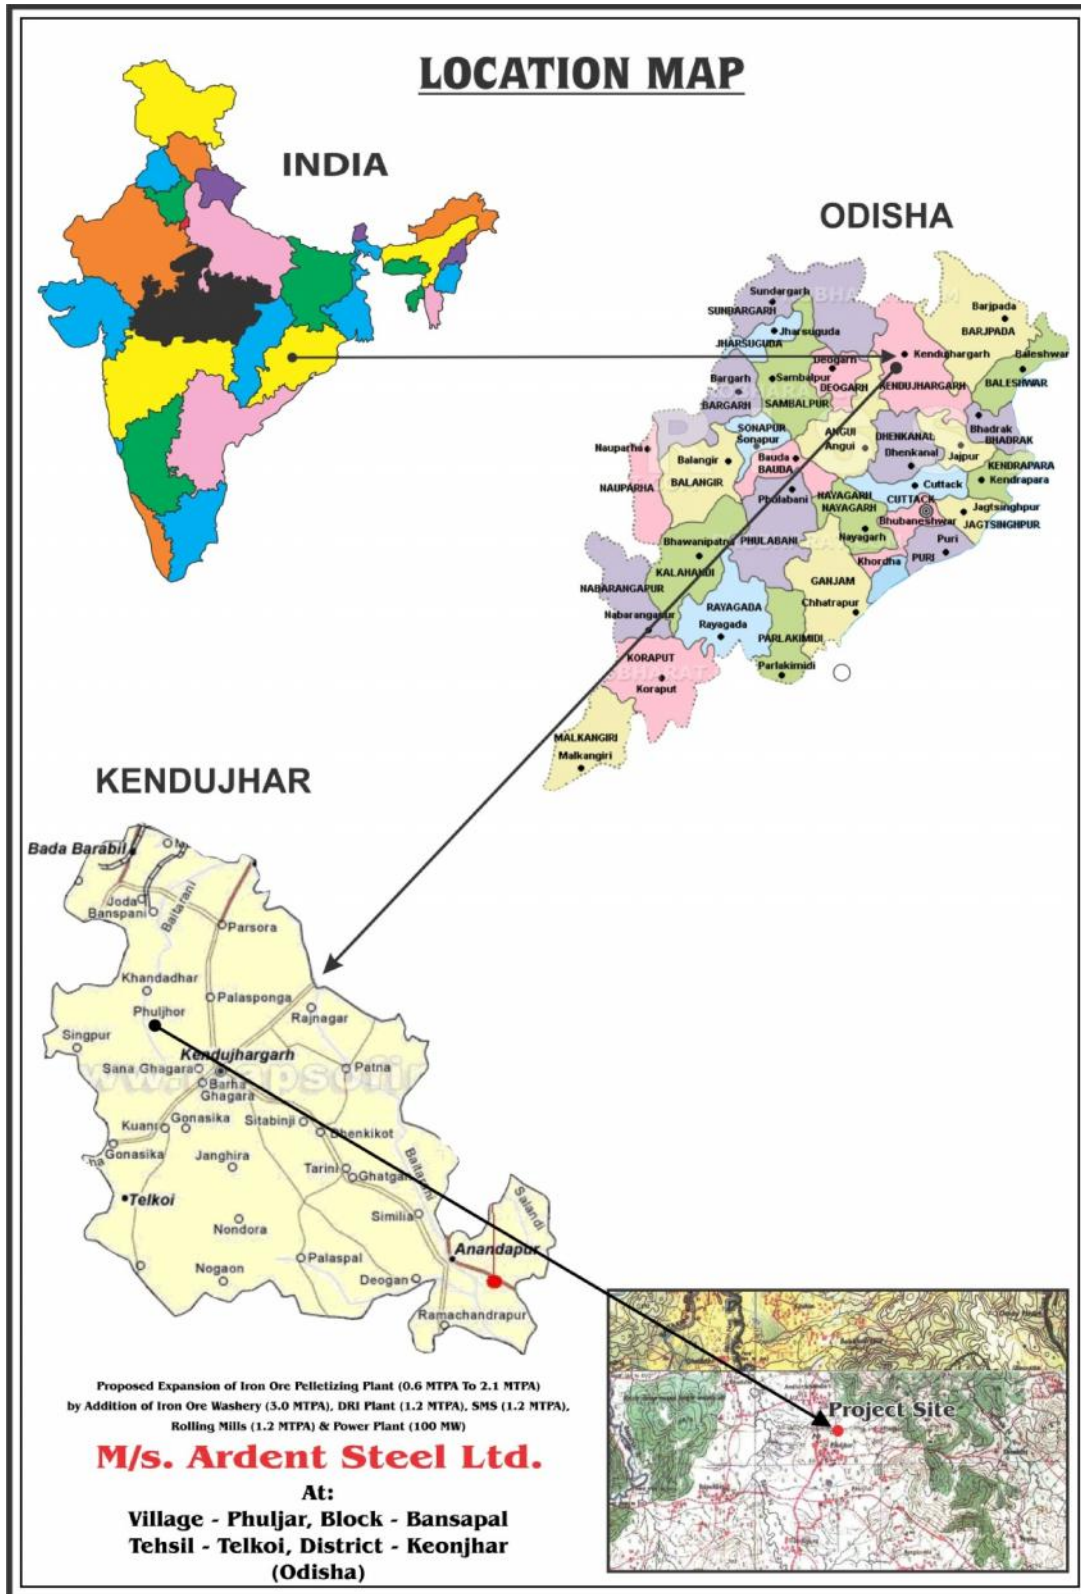 LOCATION MAP
INDIA
ODISHA
Sundargarh
SUNDARGARH
Jharsuguda
JHARSUGUDA
Barjpada
BARJPADA
Kendujhargarh
KENDUJHARGARH
Baleshwar
BALESHWAR
Deogarh
DEOGARH
Bargarh
BARGARH
Sambalpur
SAMBALPUR
SONAPUR
Sonapur
ANGUI
Angui
DHENKANAL
Dhenkanal
Bhadrak
BHADRAK
Jajpur
KENDRAPARA
Kendrapara
Nauparha
NAUPARHA
Balangir
BALANGIR
Bauda
BAUDA
Phulabani
PHULABANI
NAYAGARH
NAYAGARH
Nayagarh
Cuttack
CUTTACK
Bhubaneshwar
Jagtsinghpur
JAGTSINGHPUR
Puri
PURI
Khordha
Bhawanipatna
KALAHANDI
GANJAM
Chhatrapur
NABARANGAPUR
Nabarangapur
RAYAGADA
Rayagada
PARLAKIMIDI
Parlakimidi
KORAPUT
Koraput
MALKANGIRI
Malkangiri
KENDUJHAR
Bada Barabil
Joda
Banspani
Baitarani
Parsora
Khandadhar
Palasponga
Phuljhor
Rajnagar
Singpur
Kendujhargarh
Sana Ghagara
Barha
Ghagara
Patna
Kuanr
Gonasika
Sitabinji
Dhenkikot
Gonasika
Janghira
Tarini
Ghatgan
Baitarani
Telkoi
Similia
Salandi
Nondora
Anandapur
Palaspal
Nogaon
Deogan
Ramachandrapur
Project Site
Proposed Expansion of Iron Ore Pelletizing Plant (0.6 MTPA To 2.1 MTPA)
by Addition of Iron Ore Washery (3.0 MTPA), DRI Plant (1.2 MTPA), SMS (1.2 MTPA),
Rolling Mills (1.2 MTPA) & Power Plant (100 MW)
M/s. Ardent Steel Ltd.
At:
Village - Phuljar, Block - Bansapal
Tehsil - Telkoi, District - Keonjhar
(Odisha)